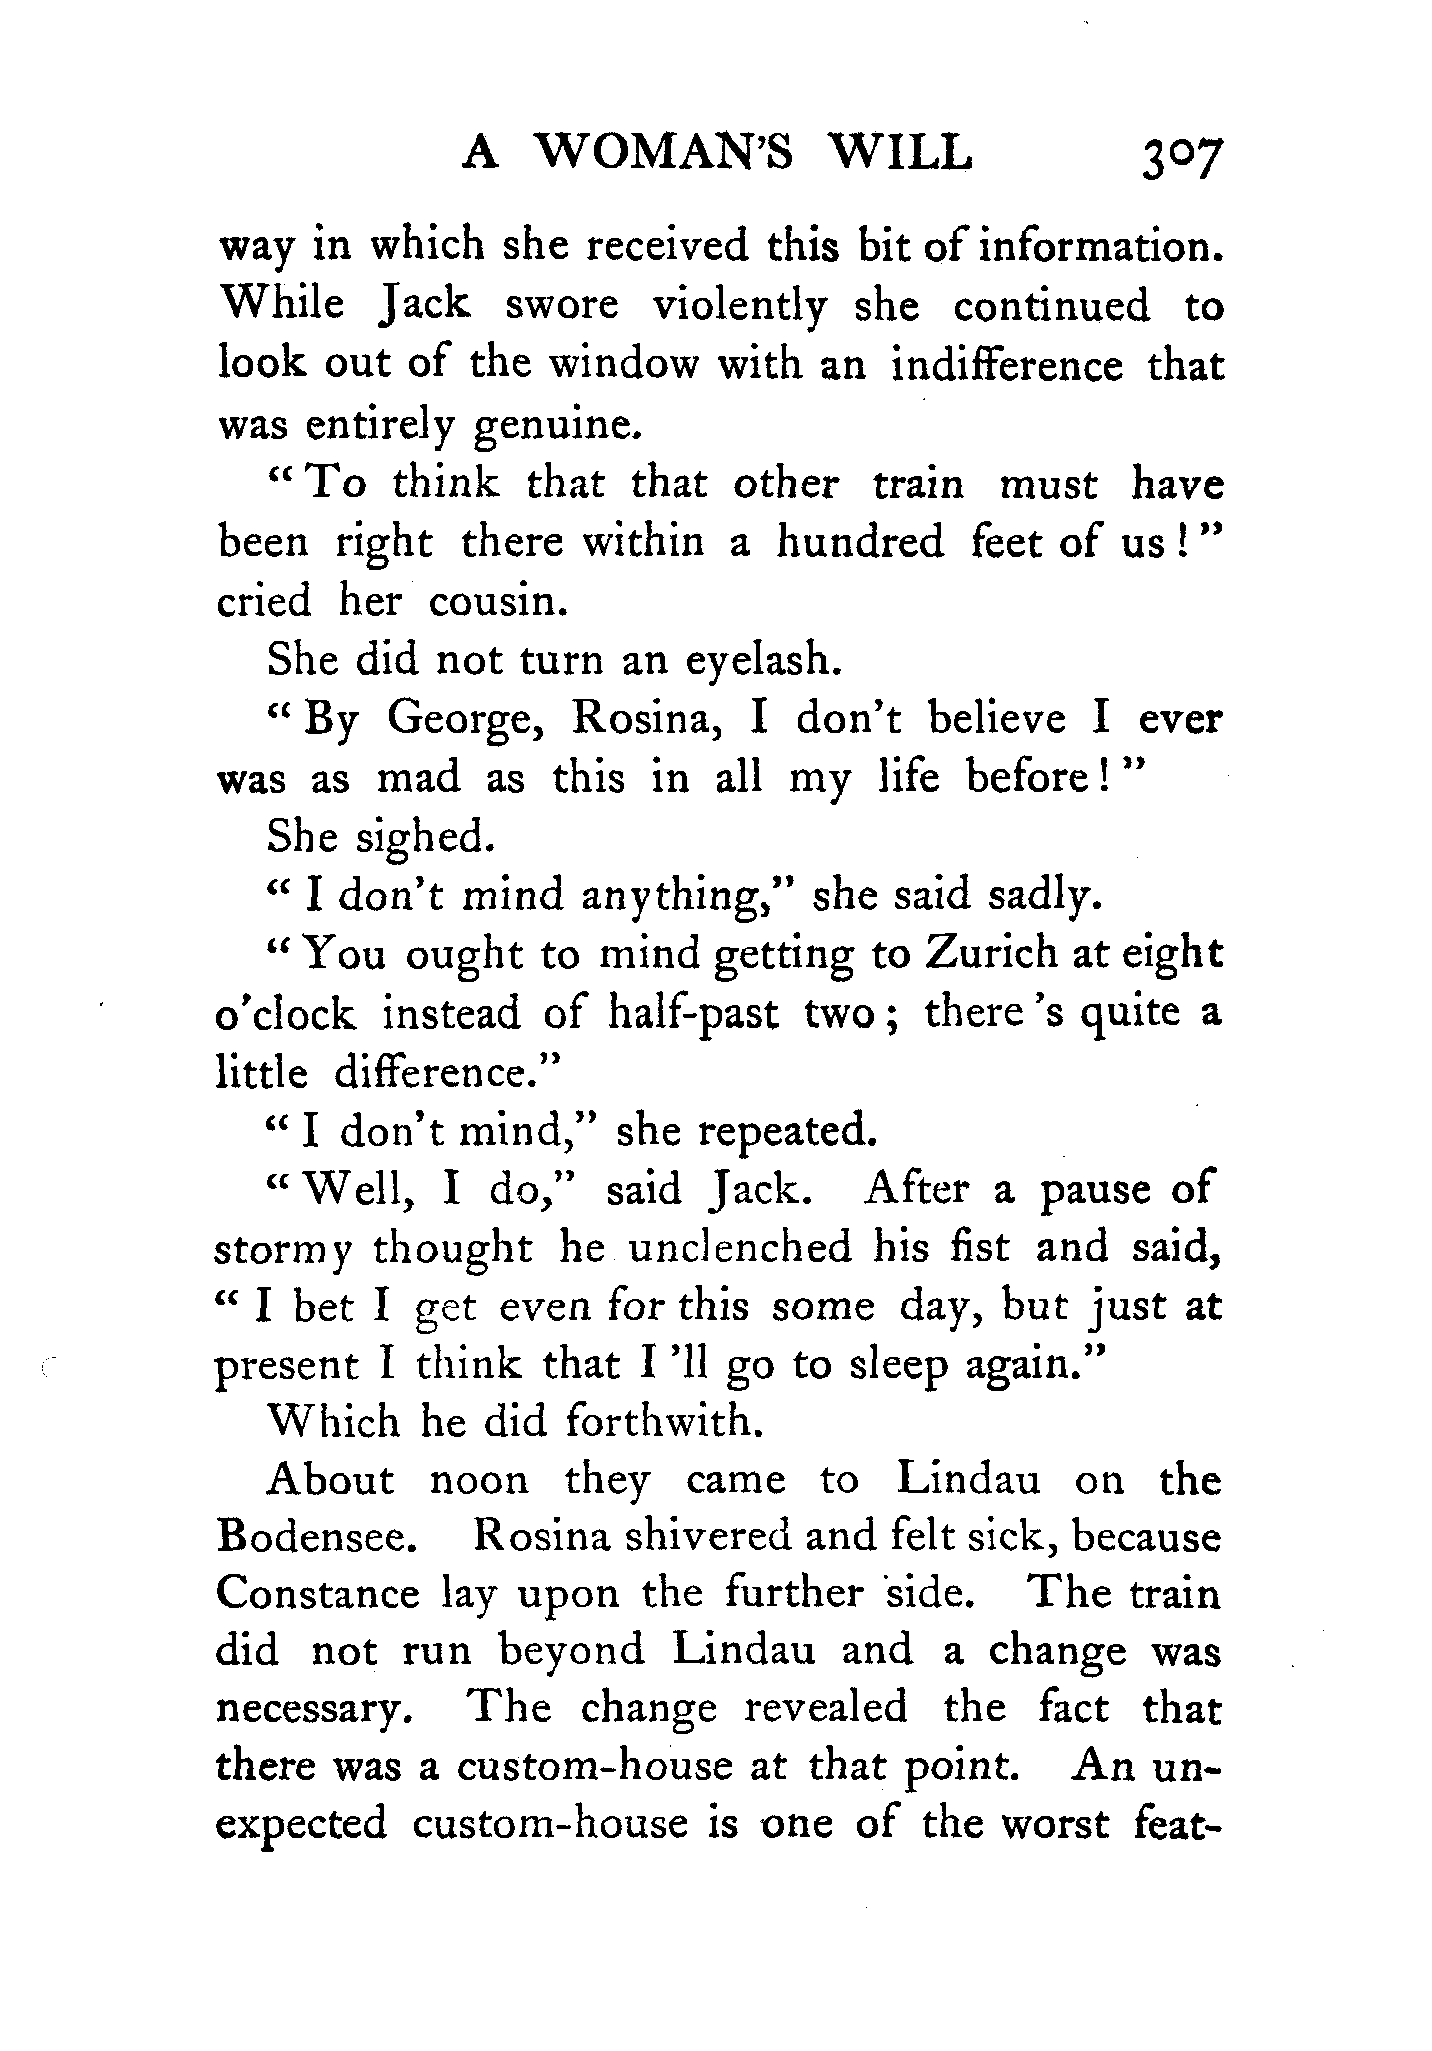 A WOMAN'S WILL 307
way in which she received this bit of information.
While Jack swore violently she continued to
look out of the window with an indifference that
was entirely genuine.
“To think that that other train must have
been right there within a hundred feet of us!”
cried her cousin.
She did not turn an eyelash.
“By George, Rosina, I don't believe I ever
was as mad as this in all my life before!”
She sighed.
“I don't mind anything,” she said sadly.
“You ought to mind getting to Zurich at eight
o'clock instead of half-past two; there 's quite a
little difference.”
“I don't mind,” she repeated.
“Well, I do,” said Jack. After a pause of
stormy thought he unclenched his fist and said,
“I bet I get even for this some day, but just at
present I think that I 'll go to sleep again.”
Which he did forthwith.
About noon they came to Lindau on the
Bodensee. Rosina shivered and felt sick, because
Constance lay upon the further side. The train
did not run beyond Lindau and a change was
necessary. The change revealed the fact that
there was a custom-house at that point. An un-
expected custom-house is one of the worst feat-